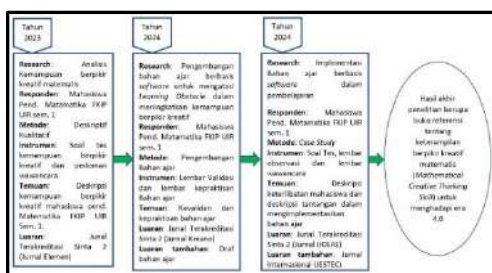 Tahun
2023
Research: Analisis
Kemampuan berpikir
kreatif matematis
Responden: Mahasiswa
Pend. Matamatika FKIP
UIR sem. 1
Metode: Deskriptif
Kualitatif
Instrumen: Soal tes
kemampuan berpikir
kreatif dan pedoman
wawancara
Temuan: Deskripsi
kemampuan berpikir
kreatif mahasiswa pend.
Matematika FKIP UIR
Sem. 1
Luaran: Jurnal
Terakreditasi Sinta 2
(Jurnal Elemen)
Tahun
2024
Research: Pengembangan
bahan ajar berbasis
software untuk mengatasi
Learning Obstacle dalam
meningkatkan kemampuan
berpikir kreatif
Responden: Mahasiswa
Pend. Matamatika FKIP UIR
sem. 1
Metode: Pengembangan
Bahan ajar
Instrumen: Lembar Validasi
dan lembar kepraktisan
Bahan ajar
Temuan: Kevalidan dan
kepraktisan bahan ajar
Luaran: Jurnal Terakreditasi
Sinta 2 (Jurnal Kreano)
Luaran tambahan: Draf
bahan ajar
Tahun
2024
Research: Implementasi
Bahan ajar berbasis
software dalam
pembelajaran
Responden: Mahasiswa
Pend. Matamatika FKIP UIR
sem. 1
Metode: Case Study
Instrumen: Soal Tes, lembar
observasi dan lembar
wawancara
Temuan: Deskripsi
keterlibatan mahasiswa dan
deskripsi tantangan dalam
mengimplementasikan
bahan ajar
Luaran: Jurnal Terakreditasi
Sinta 2 (Jurnal IJOLAE)
Luaran tambahan: Jurnal
Internasional (JESTEC)
Hasil akhir
penelitian berupa
buku referensi
tentang
keterampilan
berpikir kreatif
matematis
(Mathematical
Creative Thinking
Skill) untuk
menghadapi era
4.0